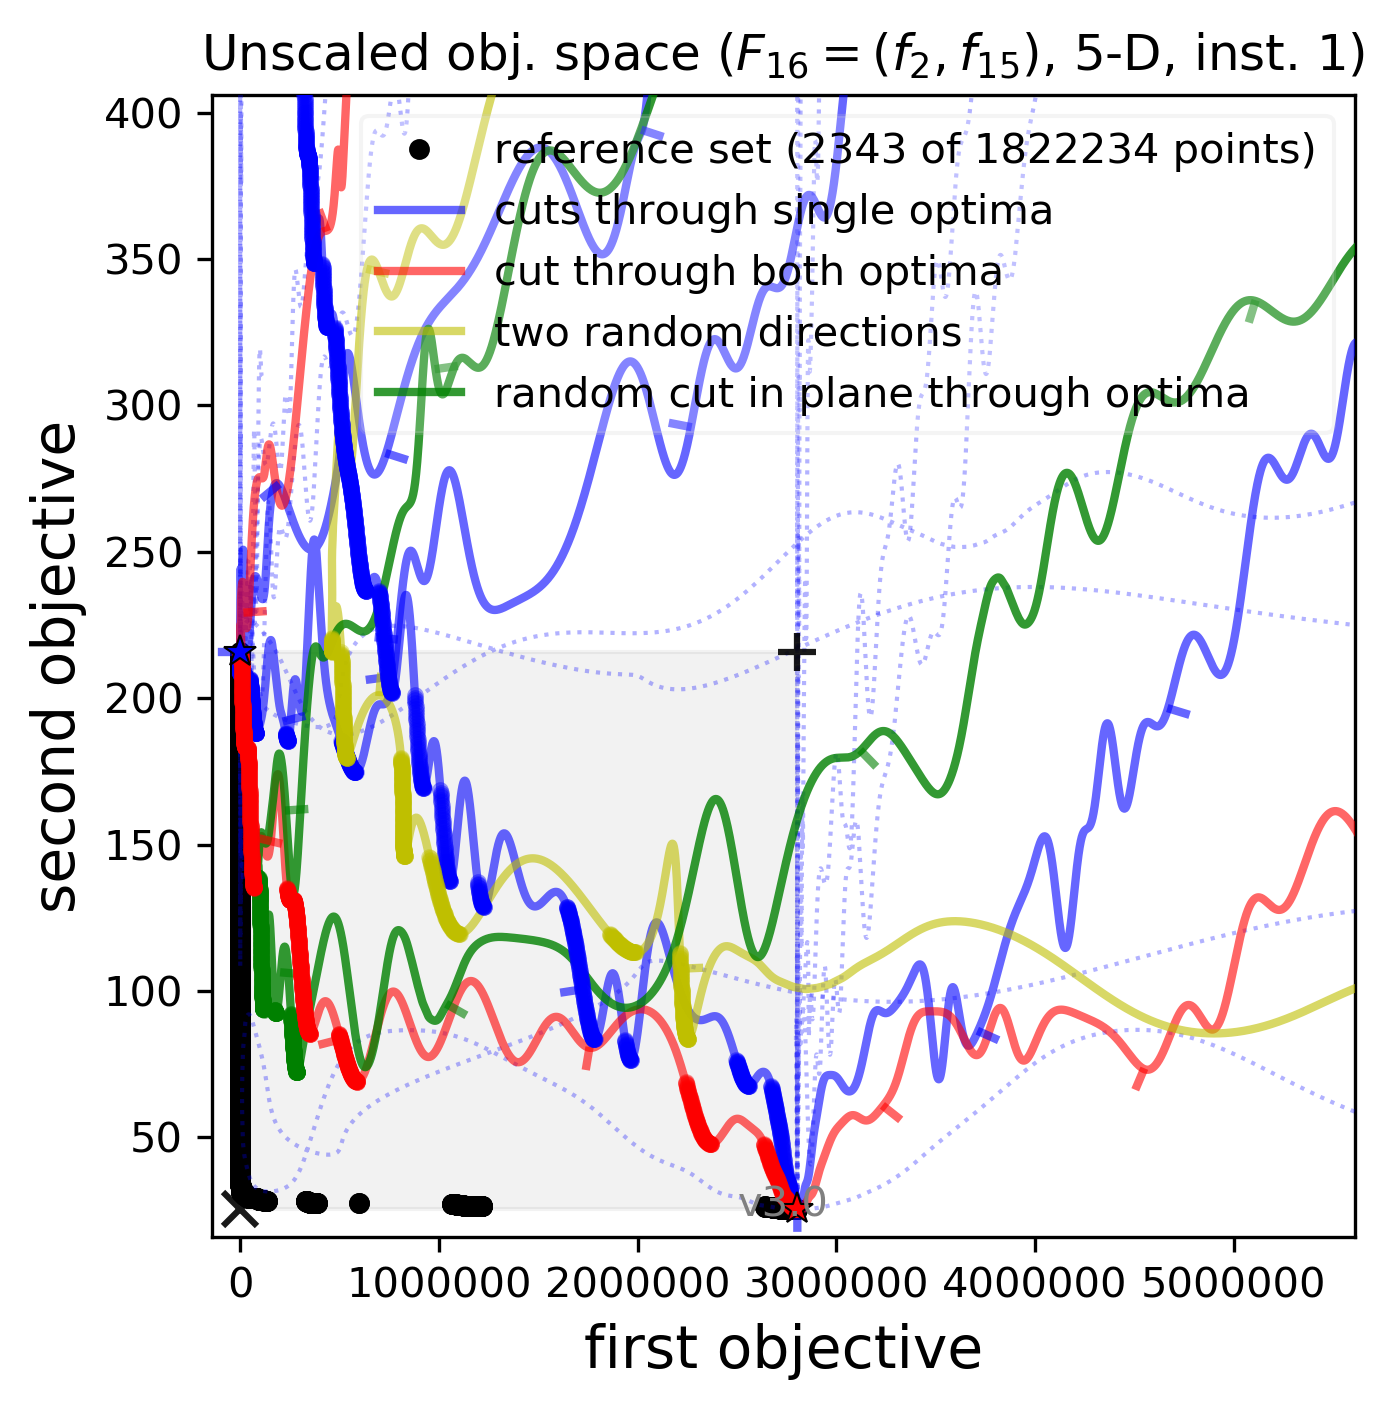 Unscaled obj. space (F16 = (f2, f15), 5-D, inst. 1)
400
350
300
250
200
150
100
50
second objective
reference set (2343 of 1822234 points)
cuts through single optima
cut through both optima
two random directions
random cut in plane through optima
v3.0
0 1000000 2000000 3000000 4000000 5000000
first objective